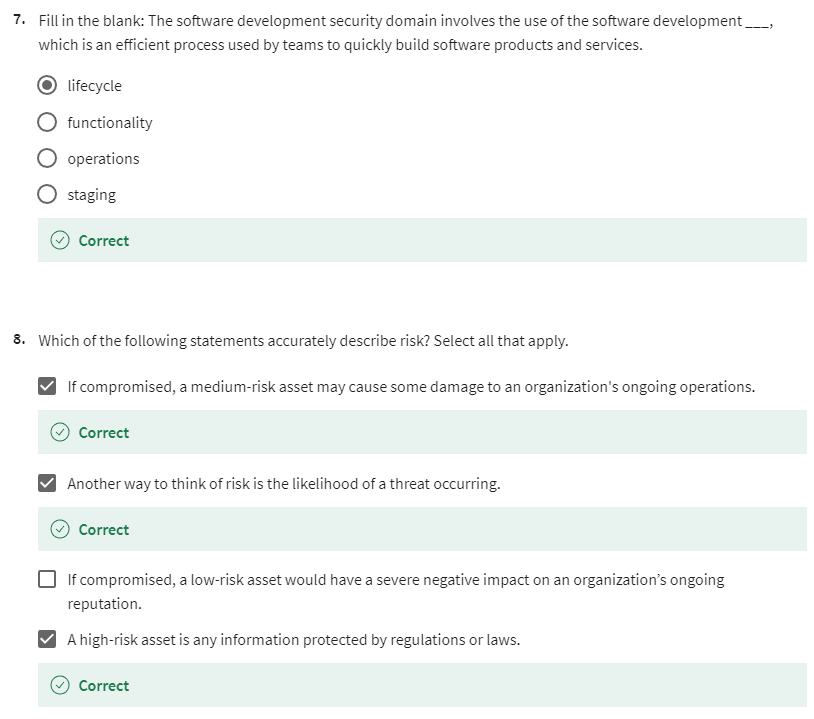 7. Fill in the blank: The software development security domain involves the use of the software development ___,
which is an efficient process used by teams to quickly build software products and services.
lifecycle
functionality
operations
staging
Correct
8. Which of the following statements accurately describe risk? Select all that apply.
If compromised, a medium-risk asset may cause some damage to an organization's ongoing operations.
Correct
Another way to think of risk is the likelihood of a threat occurring.
Correct
If compromised, a low-risk asset would have a severe negative impact on an organization’s ongoing
reputation.
A high-risk asset is any information protected by regulations or laws.
Correct